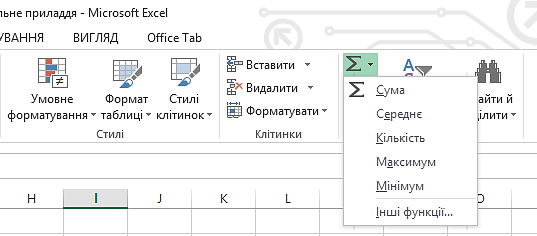 льне приладдя - Microsoft Excel
УВАННЯ ВИГЛЯД Office Tab
Умовне форматування
Формат таблиці
Стилі клітинок
Стилі
Вставити
Видалити
Форматувати
Клітинки
Сума
Середнє
Кількість
Максимум
Мінімум
Інші функції...
айти й
ділити
H I J K L O